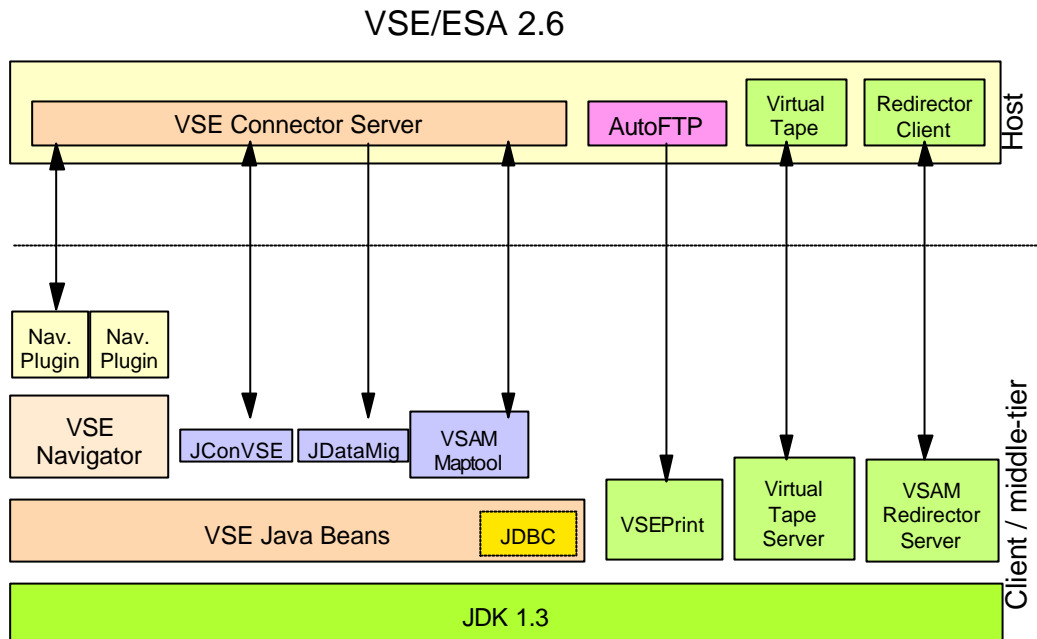 VSE/ESA 2.6
VSE Connector Server
AutoFTP
Virtual
Tape
Redirector
Client
Host
Nav.
Plugin
Nav.
Plugin
VSE
Navigator
JConVSE
JDataMig
VSAM
Maptool
VSE Java Beans
JDBC
VSEPrint
Virtual
Tape
Server
VSAM
Redirector
Server
Client / middle-tier
JDK 1.3